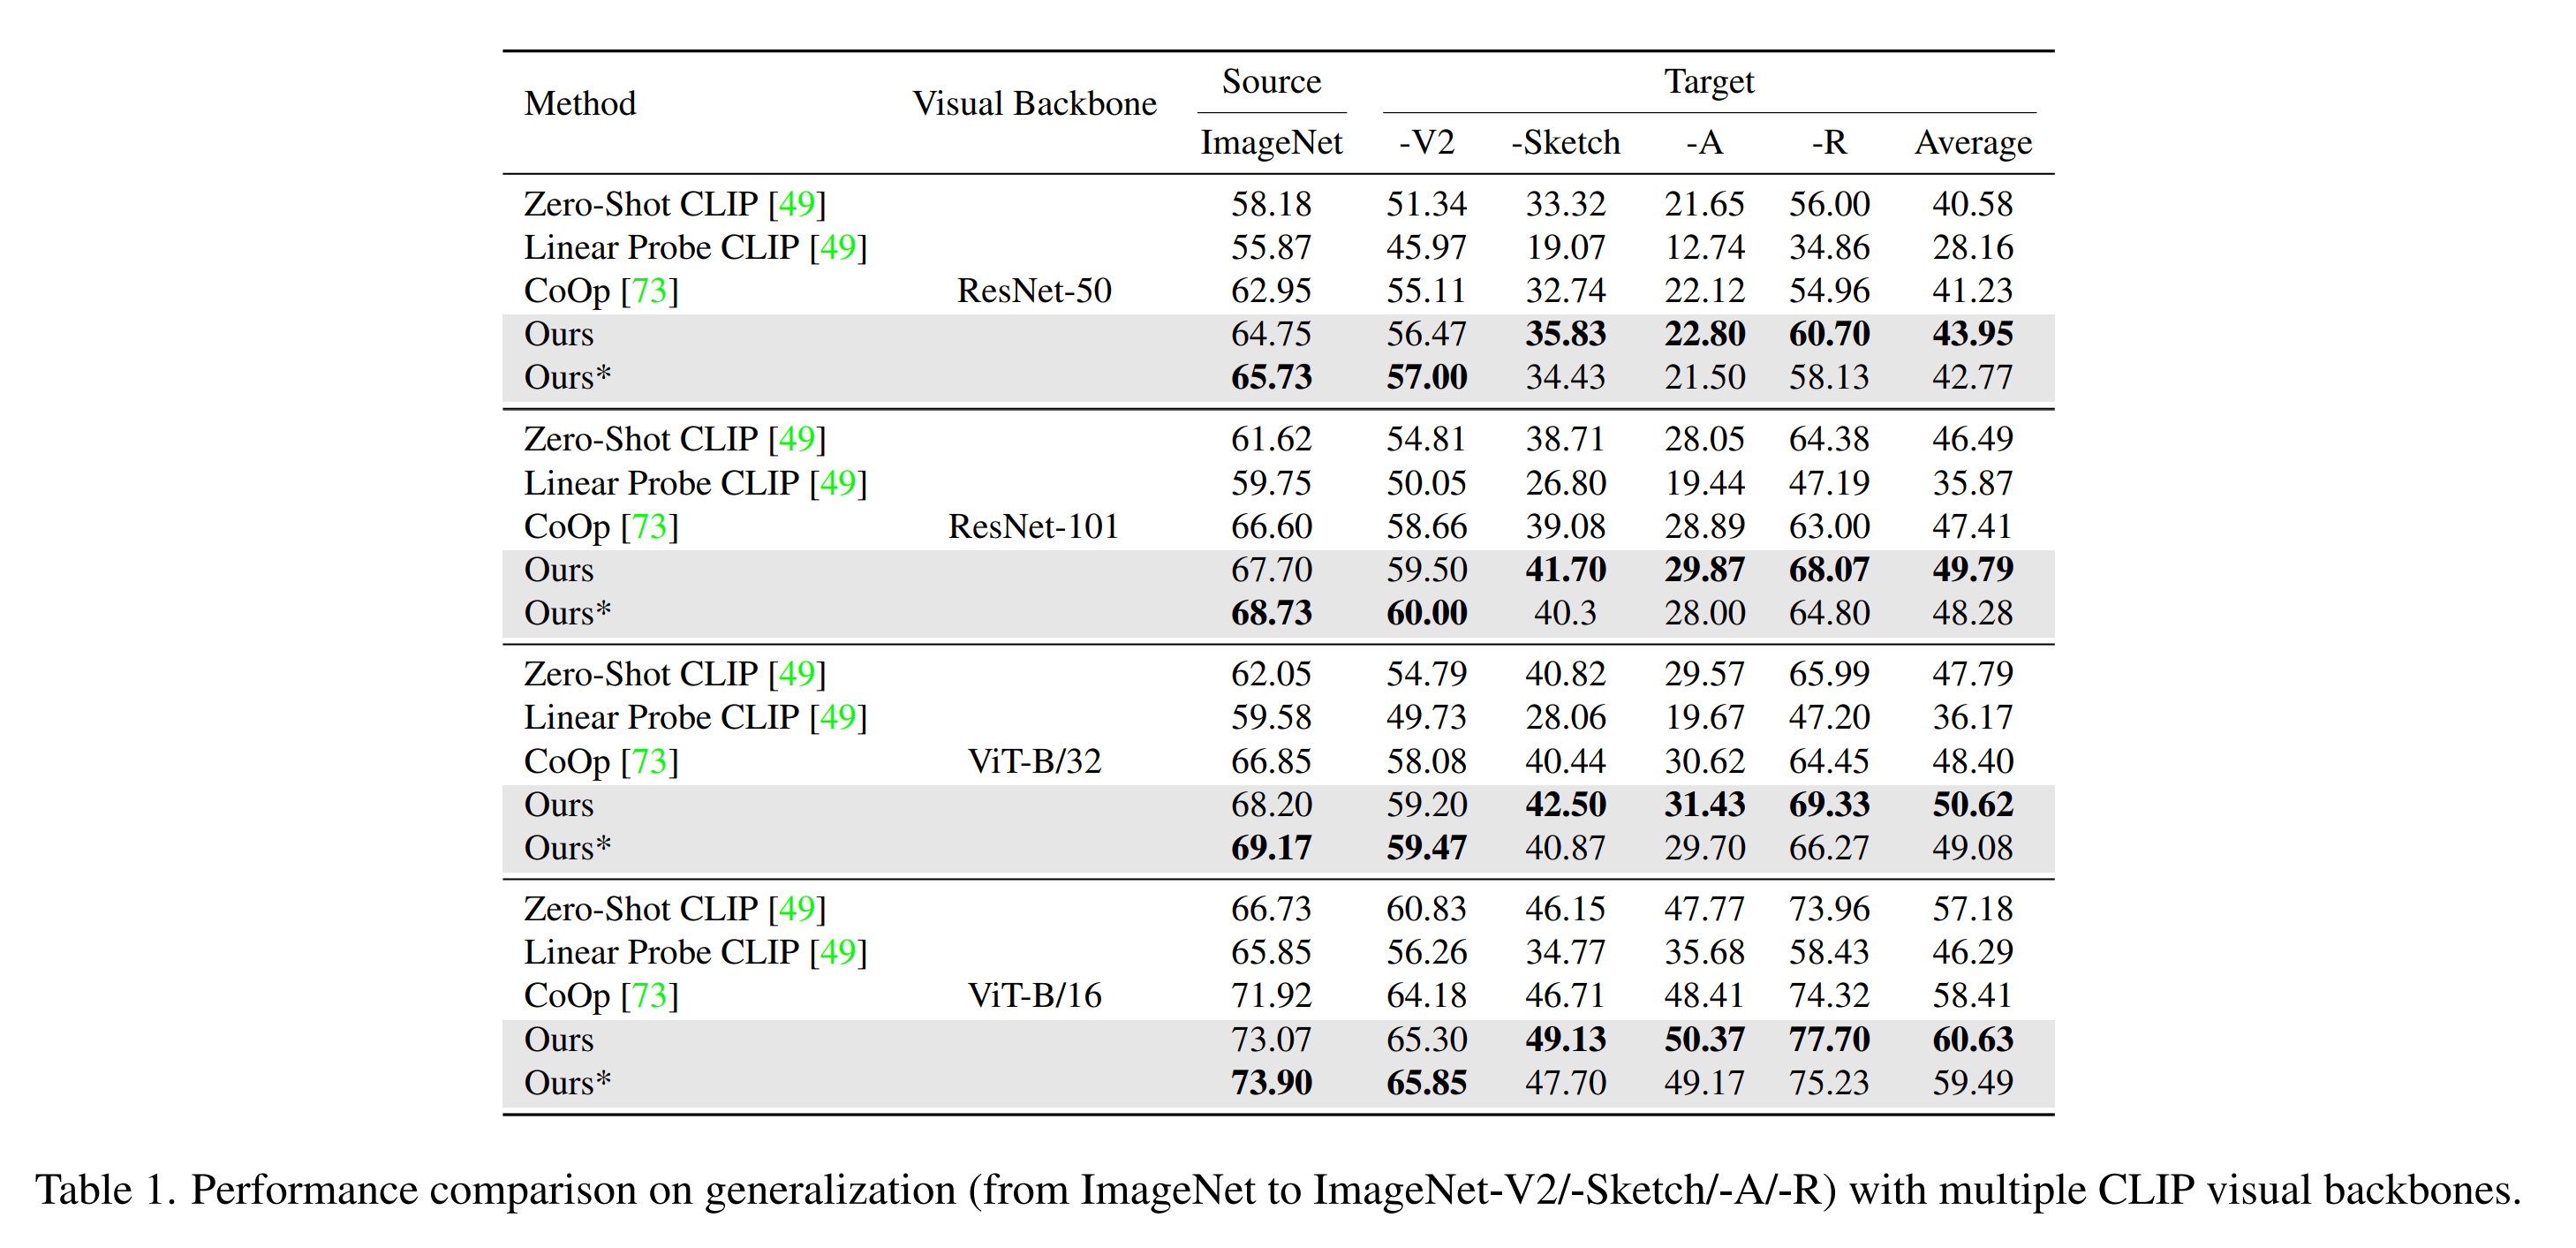 Method Visual Backbone Source Target
ImageNet -V2 -Sketch -A -R Average
Zero-Shot CLIP [49] 58.18 51.34 33.32 21.65 56.00 40.58
Linear Probe CLIP [49] 55.87 45.97 19.07 12.74 34.86 28.16
CoOp [73] ResNet-50 62.95 55.11 32.74 22.12 54.96 41.23
Ours 64.75 56.47 35.83 22.80 60.70 43.95
Ours* 65.73 57.00 34.43 21.50 58.13 42.77
Zero-Shot CLIP [49] 61.62 54.81 38.71 28.05 64.38 46.49
Linear Probe CLIP [49] 59.75 50.05 26.80 19.44 47.19 35.87
CoOp [73] ResNet-101 66.60 58.66 39.08 28.89 63.00 47.41
Ours 67.70 59.50 41.70 29.87 68.07 49.79
Ours* 68.73 60.00 40.3 28.00 64.80 48.28
Zero-Shot CLIP [49] 62.05 54.79 40.82 29.57 65.99 47.79
Linear Probe CLIP [49] 59.58 49.73 28.06 19.67 47.20 36.17
CoOp [73] ViT-B/32 66.85 58.08 40.44 30.62 64.45 48.40
Ours 68.20 59.20 42.50 31.43 69.33 50.62
Ours* 69.17 59.47 40.87 29.70 66.27 49.08
Zero-Shot CLIP [49] 66.73 60.83 46.15 47.77 73.96 57.18
Linear Probe CLIP [49] 65.85 56.26 34.77 35.68 58.43 46.29
CoOp [73] ViT-B/16 71.92 64.18 46.71 48.41 74.32 58.41
Ours 73.07 65.30 49.13 50.37 77.70 60.63
Ours* 73.90 65.85 47.70 49.17 75.23 59.49
Table 1. Performance comparison on generalization (from ImageNet to ImageNet-V2/-Sketch/-A/-R) with multiple CLIP visual backbones.